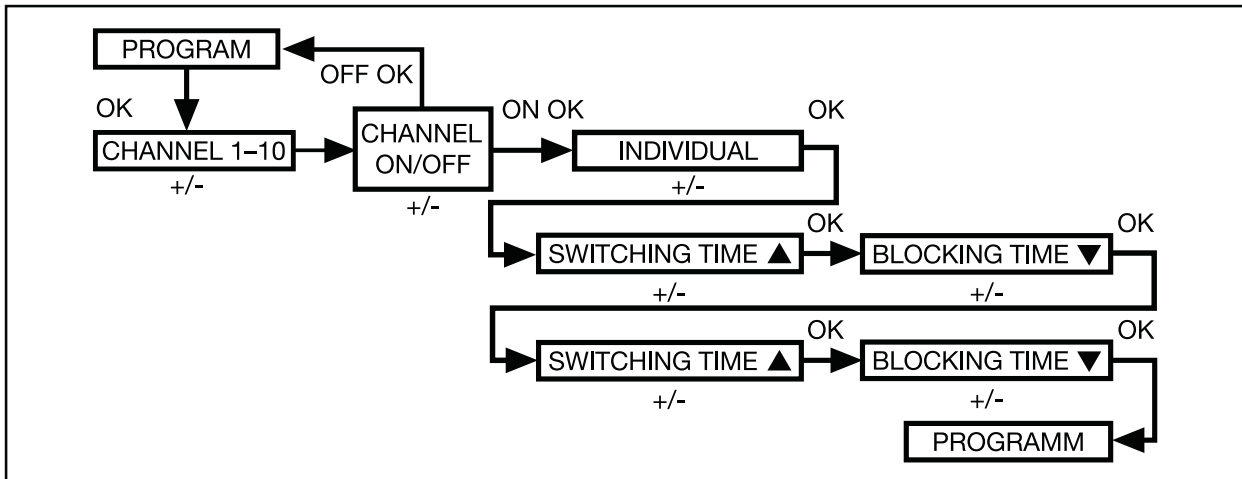 PROGRAM
OFF OK
OK
CHANNEL 1–10
+/-
CHANNEL
ON/OFF
+/-
ON OK
INDIVIDUAL
+/-
OK
SWITCHING TIME ▲
+/-
OK
BLOCKING TIME ▼
+/-
OK
SWITCHING TIME ▲
+/-
OK
BLOCKING TIME ▼
+/-
OK
PROGRAMM